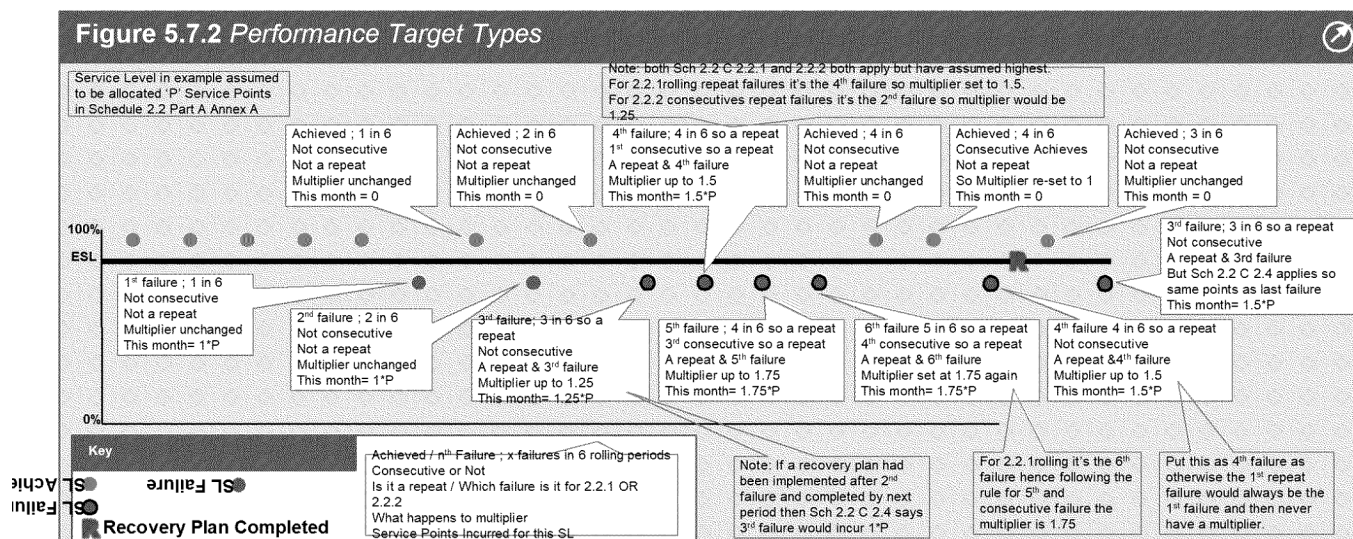 Figure 5.7.2 Performance Target Types
Service Level in example assumed
to be allocated 'P' Service Points
in Schedule 2.2 Part A Annex A
Note: both Sch 2.2 C 2.2.1 and 2.2.2 both apply but have assumed highest.
For 2.2.1rolling repeat failures it's the 4th failure so multiplier set to 1.5.
For 2.2.2 consecutives repeat failures it's the 2nd failure so multiplier would be
1.25.
Achieved ; 1 in 6
Not consecutive
Not a repeat
Multiplier unchanged
This month = 0
Achieved ; 2 in 6
Not consecutive
Not a repeat
Multiplier unchanged
This month = 0
4th failure; 4 in 6 so a repeat
1st consecutive so a repeat
A repeat & 4th failure
Multiplier up to 1.5
This month= 1.5*P
Achieved ; 4 in 6
Not consecutive
Not a repeat
Multiplier unchanged
This month = 0
Achieved ; 4 in 6
Consecutive Achieves
Not a repeat
So Multiplier re-set to 1
This month = 0
Achieved ; 3 in 6
Not consecutive
Not a repeat
Multiplier unchanged
This month = 0
100%
ESL
R
3rd failure; 3 in 6 so a repeat
Not consecutive
A repeat & 3rd failure
But Sch 2.2 C 2.4 applies so
same points as last failure
This month= 1.5*P
1st failure ; 1 in 6
Not consecutive
Not a repeat
Multiplier unchanged
This month= 1*P
2nd failure ; 2 in 6
Not consecutive
Not a repeat
Multiplier unchanged
This month= 1*P
3rd failure; 3 in 6 so a
repeat
Not consecutive
A repeat & 3rd failure
Multiplier up to 1.25
This month= 1.25*P
5th failure ; 4 in 6 so a repeat
3rd consecutive so a repeat
A repeat & 5th failure
Multiplier up to 1.75
This month= 1.75*P
6th failure 5 in 6 so a repeat
4th consecutive so a repeat
A repeat & 6th failure
Multiplier set at 1.75 again
This month= 1.75*P
4th failure 4 in 6 so a repeat
Not consecutive
A repeat &4th failure
Multiplier up to 1.5
This month= 1.5*P
0%
Key
SL Achie
SL Failure
SL Failur
R Recovery Plan Completed
Achieved / nth Failure ; x failures in 6 rolling periods
Consecutive or Not
Is it a repeat / Which failure is it for 2.2.1 OR
2.2.2
What happens to multiplier
Service Points Incurred for this SL
Note: If a recovery plan had
been implemented after 2nd
failure and completed by next
period then Sch 2.2 C 2.4 says
3rd failure would incur 1*P
For 2.2.1rolling it's the 6th
failure hence following the
rule for 5th and
consecutive failure the
multiplier is 1.75
Put this as 4th failure as
otherwise the 1st repeat
failure would always be the
1st failure and then never
have a multiplier.